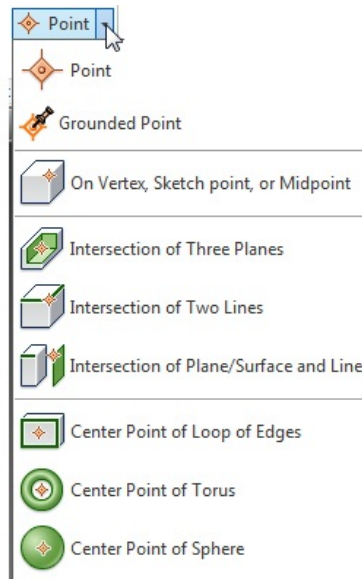 Point
Point
Grounded Point
On Vertex, Sketch point, or Midpoint
Intersection of Three Planes
Intersection of Two Lines
Intersection of Plane/Surface and Line
Center Point of Loop of Edges
Center Point of Torus
Center Point of Sphere